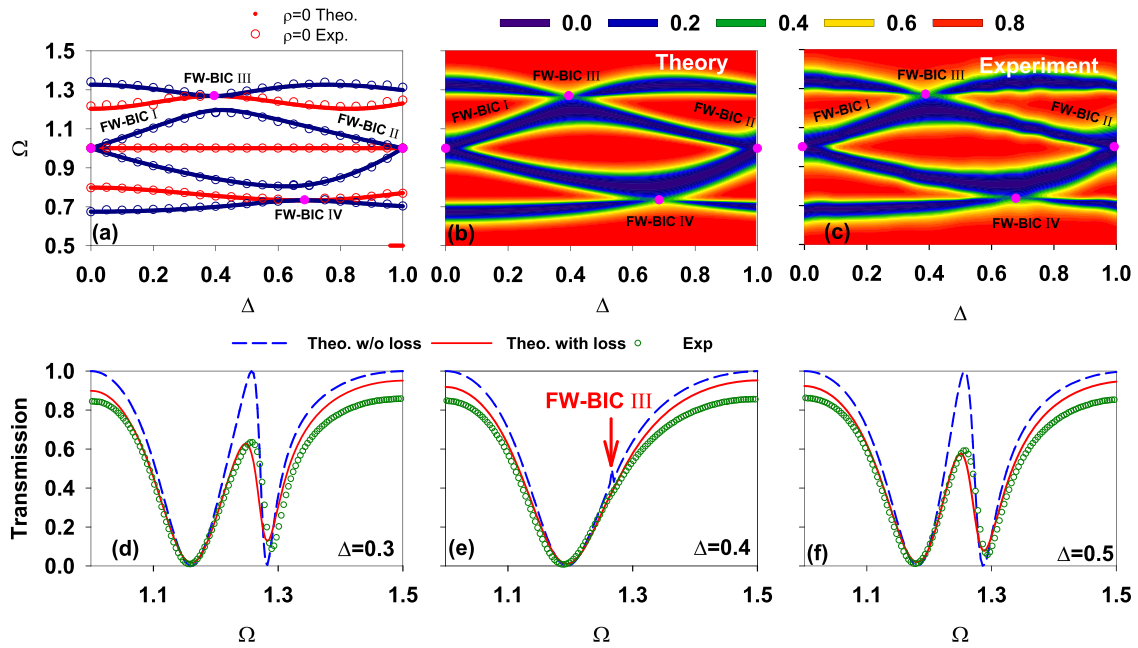 ρ=0 Theo.
ρ=0 Exp.
0.0 0.2 0.4 0.6 0.8
1.5
1.3
1.1
0.9
0.7
0.5
Ω
FW-BIC III
FW-BIC I
FW-BIC II
FW-BIC IV
(a)
0.0 0.2 0.4 0.6 0.8 1.0
Δ
Theory
FW-BIC III
FW-BIC I
FW-BIC II
FW-BIC IV
(b)
0.0 0.2 0.4 0.6 0.8 1.0
Δ
Experiment
FW-BIC III
FW-BIC I
FW-BIC II
FW-BIC IV
(c)
0.0 0.2 0.4 0.6 0.8 1.0
Δ
Theo. w/o loss Theo. with loss Exp
Transmission
1.0
0.8
0.6
0.4
0.2
0.0
(d)
Δ=0.3
1.1 1.3 1.5
Ω
FW-BIC III
(e)
Δ=0.4
1.1 1.3 1.5
Ω
(f)
Δ=0.5
1.1 1.3 1.5
Ω